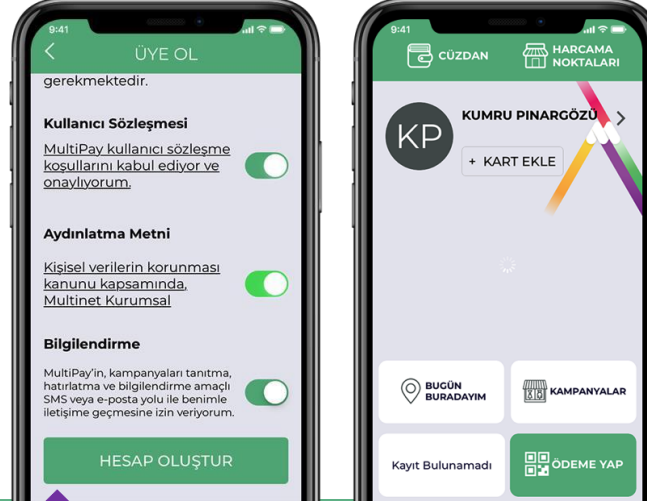 9:41
ÜYE OL
gerekmektedir.
Kullanıcı Sözleşmesi
MultiPay kullanıcı sözleşme
koşullarını kabul ediyor ve
onaylıyorum.
Aydınlatma Metni
Kişisel verilerin korunması
kanunu kapsamında,
Multinet Kurumsal
Bilgilendirme
MultiPay'in, kampanyaları tanıtma,
hatırlatma ve bilgilendirme amaçlı
SMS veya e-posta yolu ile benimle
iletişime geçmesine izin veriyorum.
HESAP OLUŞTUR
9:41
CÜZDAN
HARCAMA
NOKTALARI
KP
KUMRU PINARGÖZÜ
+ KART EKLE
BUGÜN
BURADAYIM
KAMPANYALAR
Kayıt Bulunamadı
ÖDEME YAP